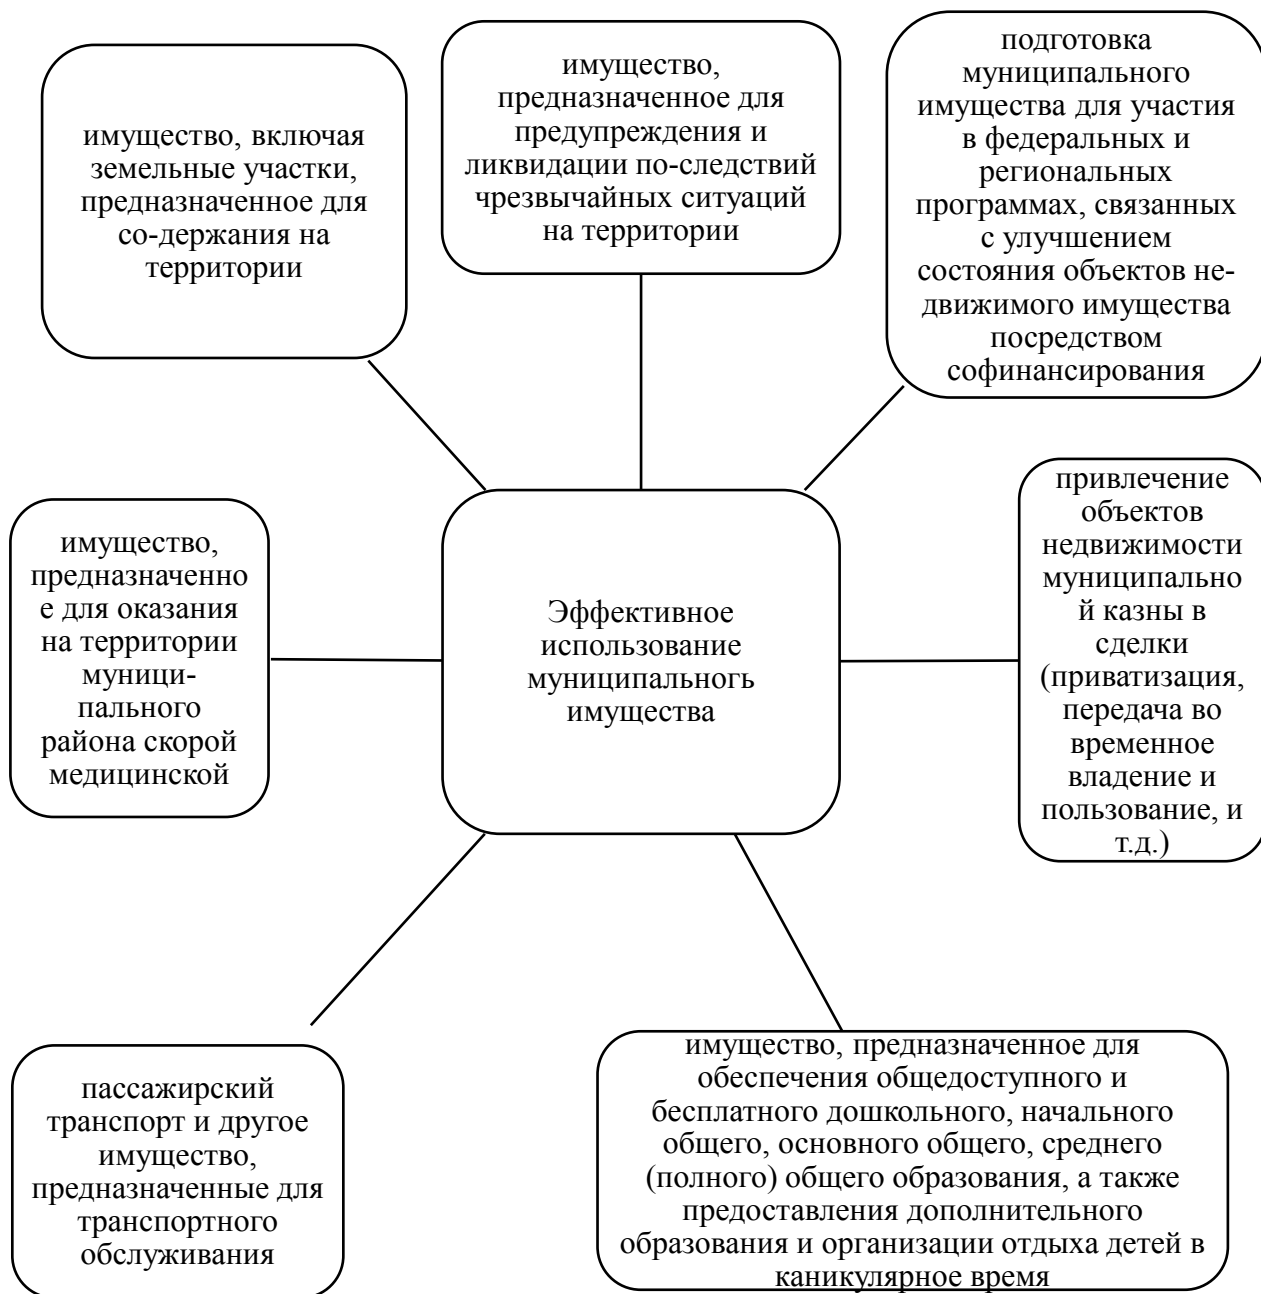 имущество, включая
земельные участки,
предназначенное для
со-держания на
территории
имущество,
предназначенное для
предупреждения и
ликвидации по-следствий
чрезвычайных ситуаций
на территории
подготовка
муниципального
имущества для участия
в федеральных и
региональных
программах, связанных
с улучшением
состояния объектов не-
движимого имущества
посредством
софинансирования
имущество,
предназначенно
е для оказания
на территории
муници-
пального
района скорой
медицинской
Эффективное
использование
муниципальногь
имущества
привлечение
объектов
недвижимости
муниципально
й казны в
сделки
(приватизация,
передача во
временное
владение и
пользование, и
т.д.)
пассажирский
транспорт и другое
имущество,
предназначенные для
транспортного
обслуживания
имущество, предназначенное для
обеспечения общедоступного и
бесплатного дошкольного, начального
общего, основного общего, среднего
(полного) общего образования, а также
предоставления дополнительного
образования и организации отдыха детей в
каникулярное время